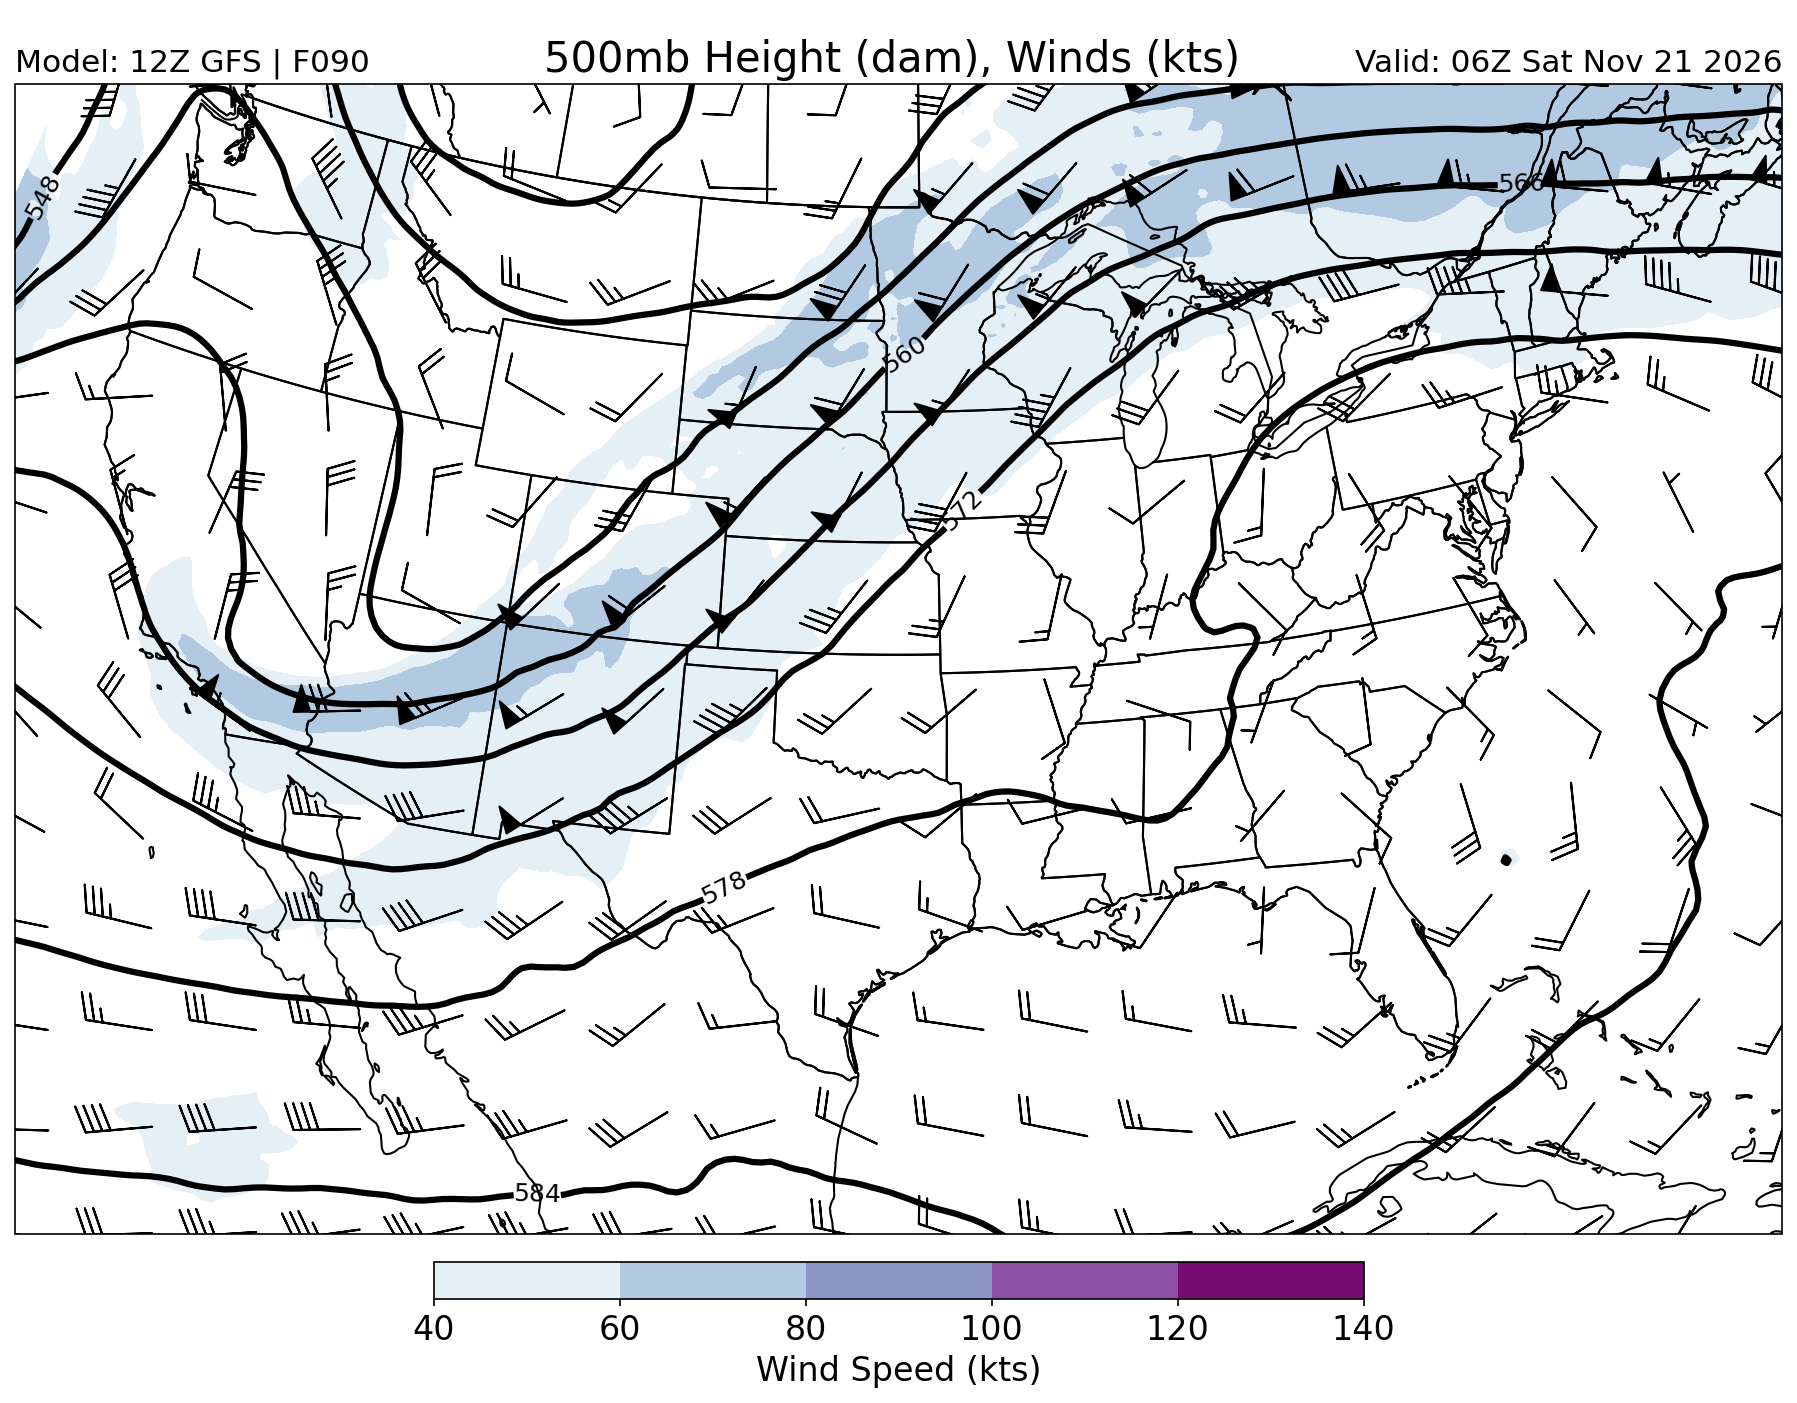 Model: 12Z GFS | F090
500mb Height (dam), Winds (kts)
Valid: 06Z Sat Nov 21 2026
548
566
560
572
578
584
40 60 80 100 120 140
Wind Speed (kts)